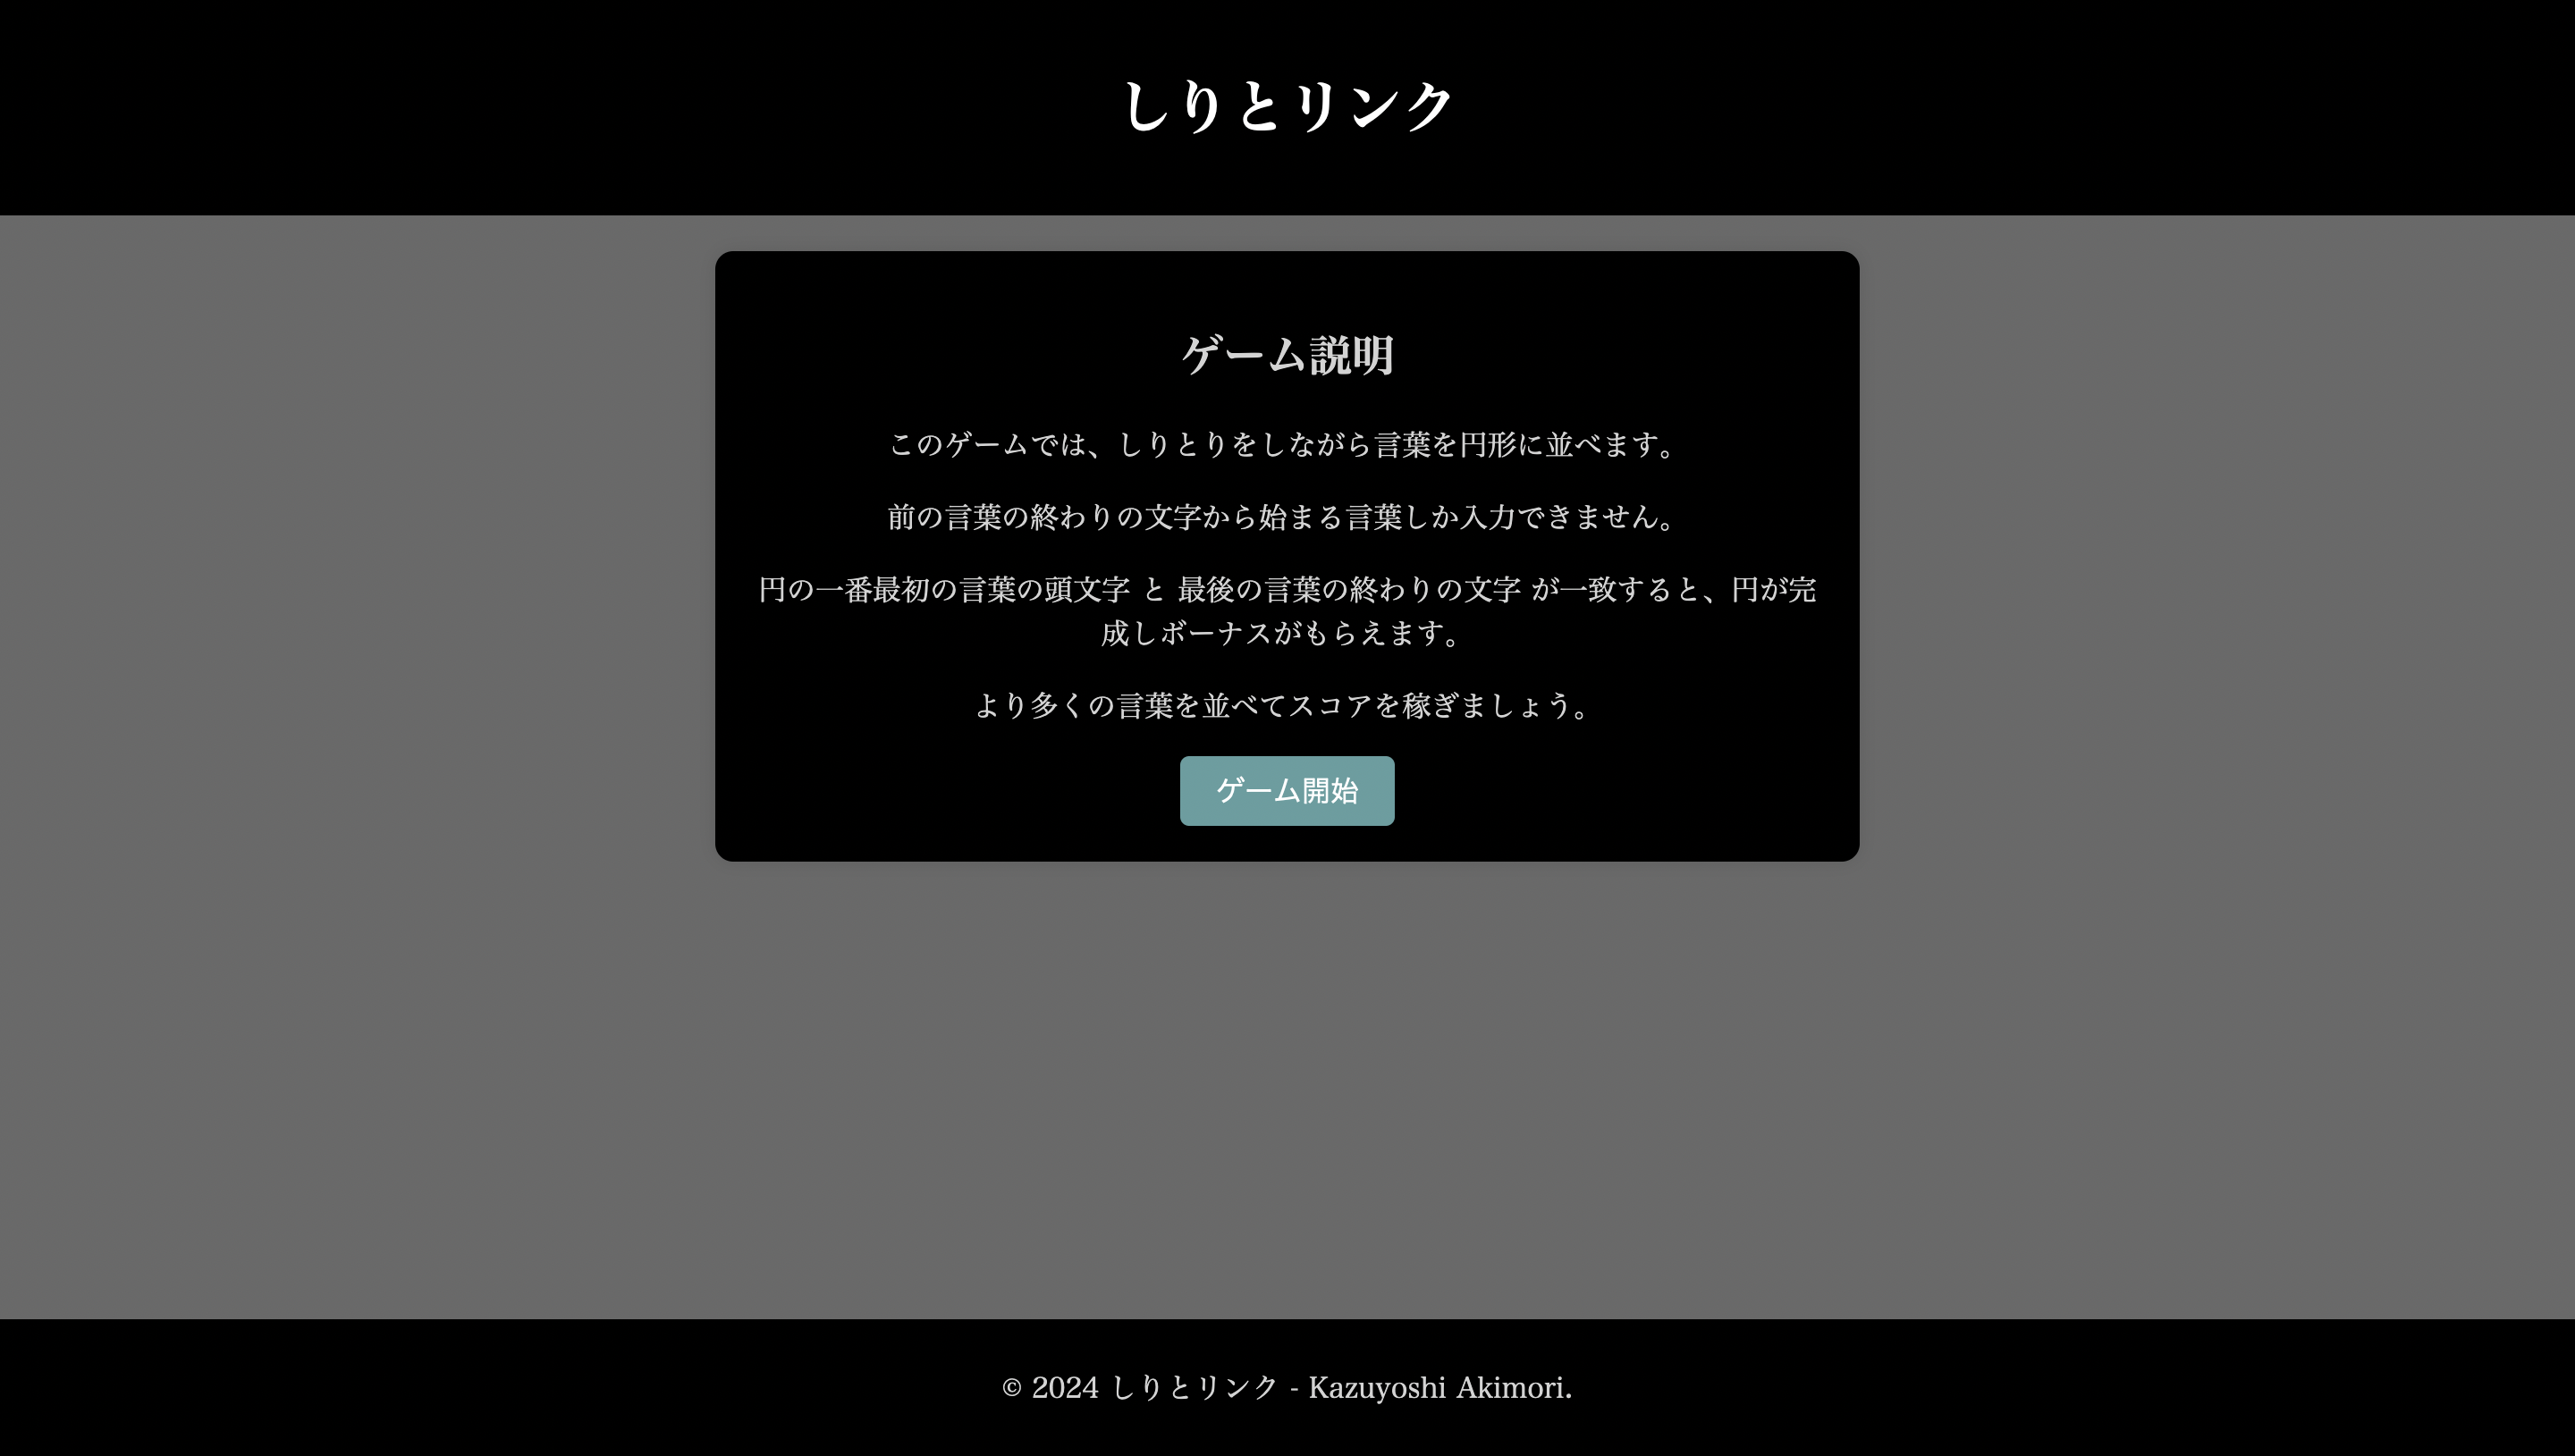 しりとリンク
ゲーム説明
このゲームでは、しりとりをしながら言葉を円形に並べます。
前の言葉の終わりの文字から始まる言葉しか入力できません。
円の一番最初の言葉の頭文字 と 最後の言葉の終わりの文字 が一致すると、円が完
成しボーナスがもらえます。
より多くの言葉を並べてスコアを稼ぎましょう。
ゲーム開始
© 2024 しりとリンク - Kazuyoshi Akimori.